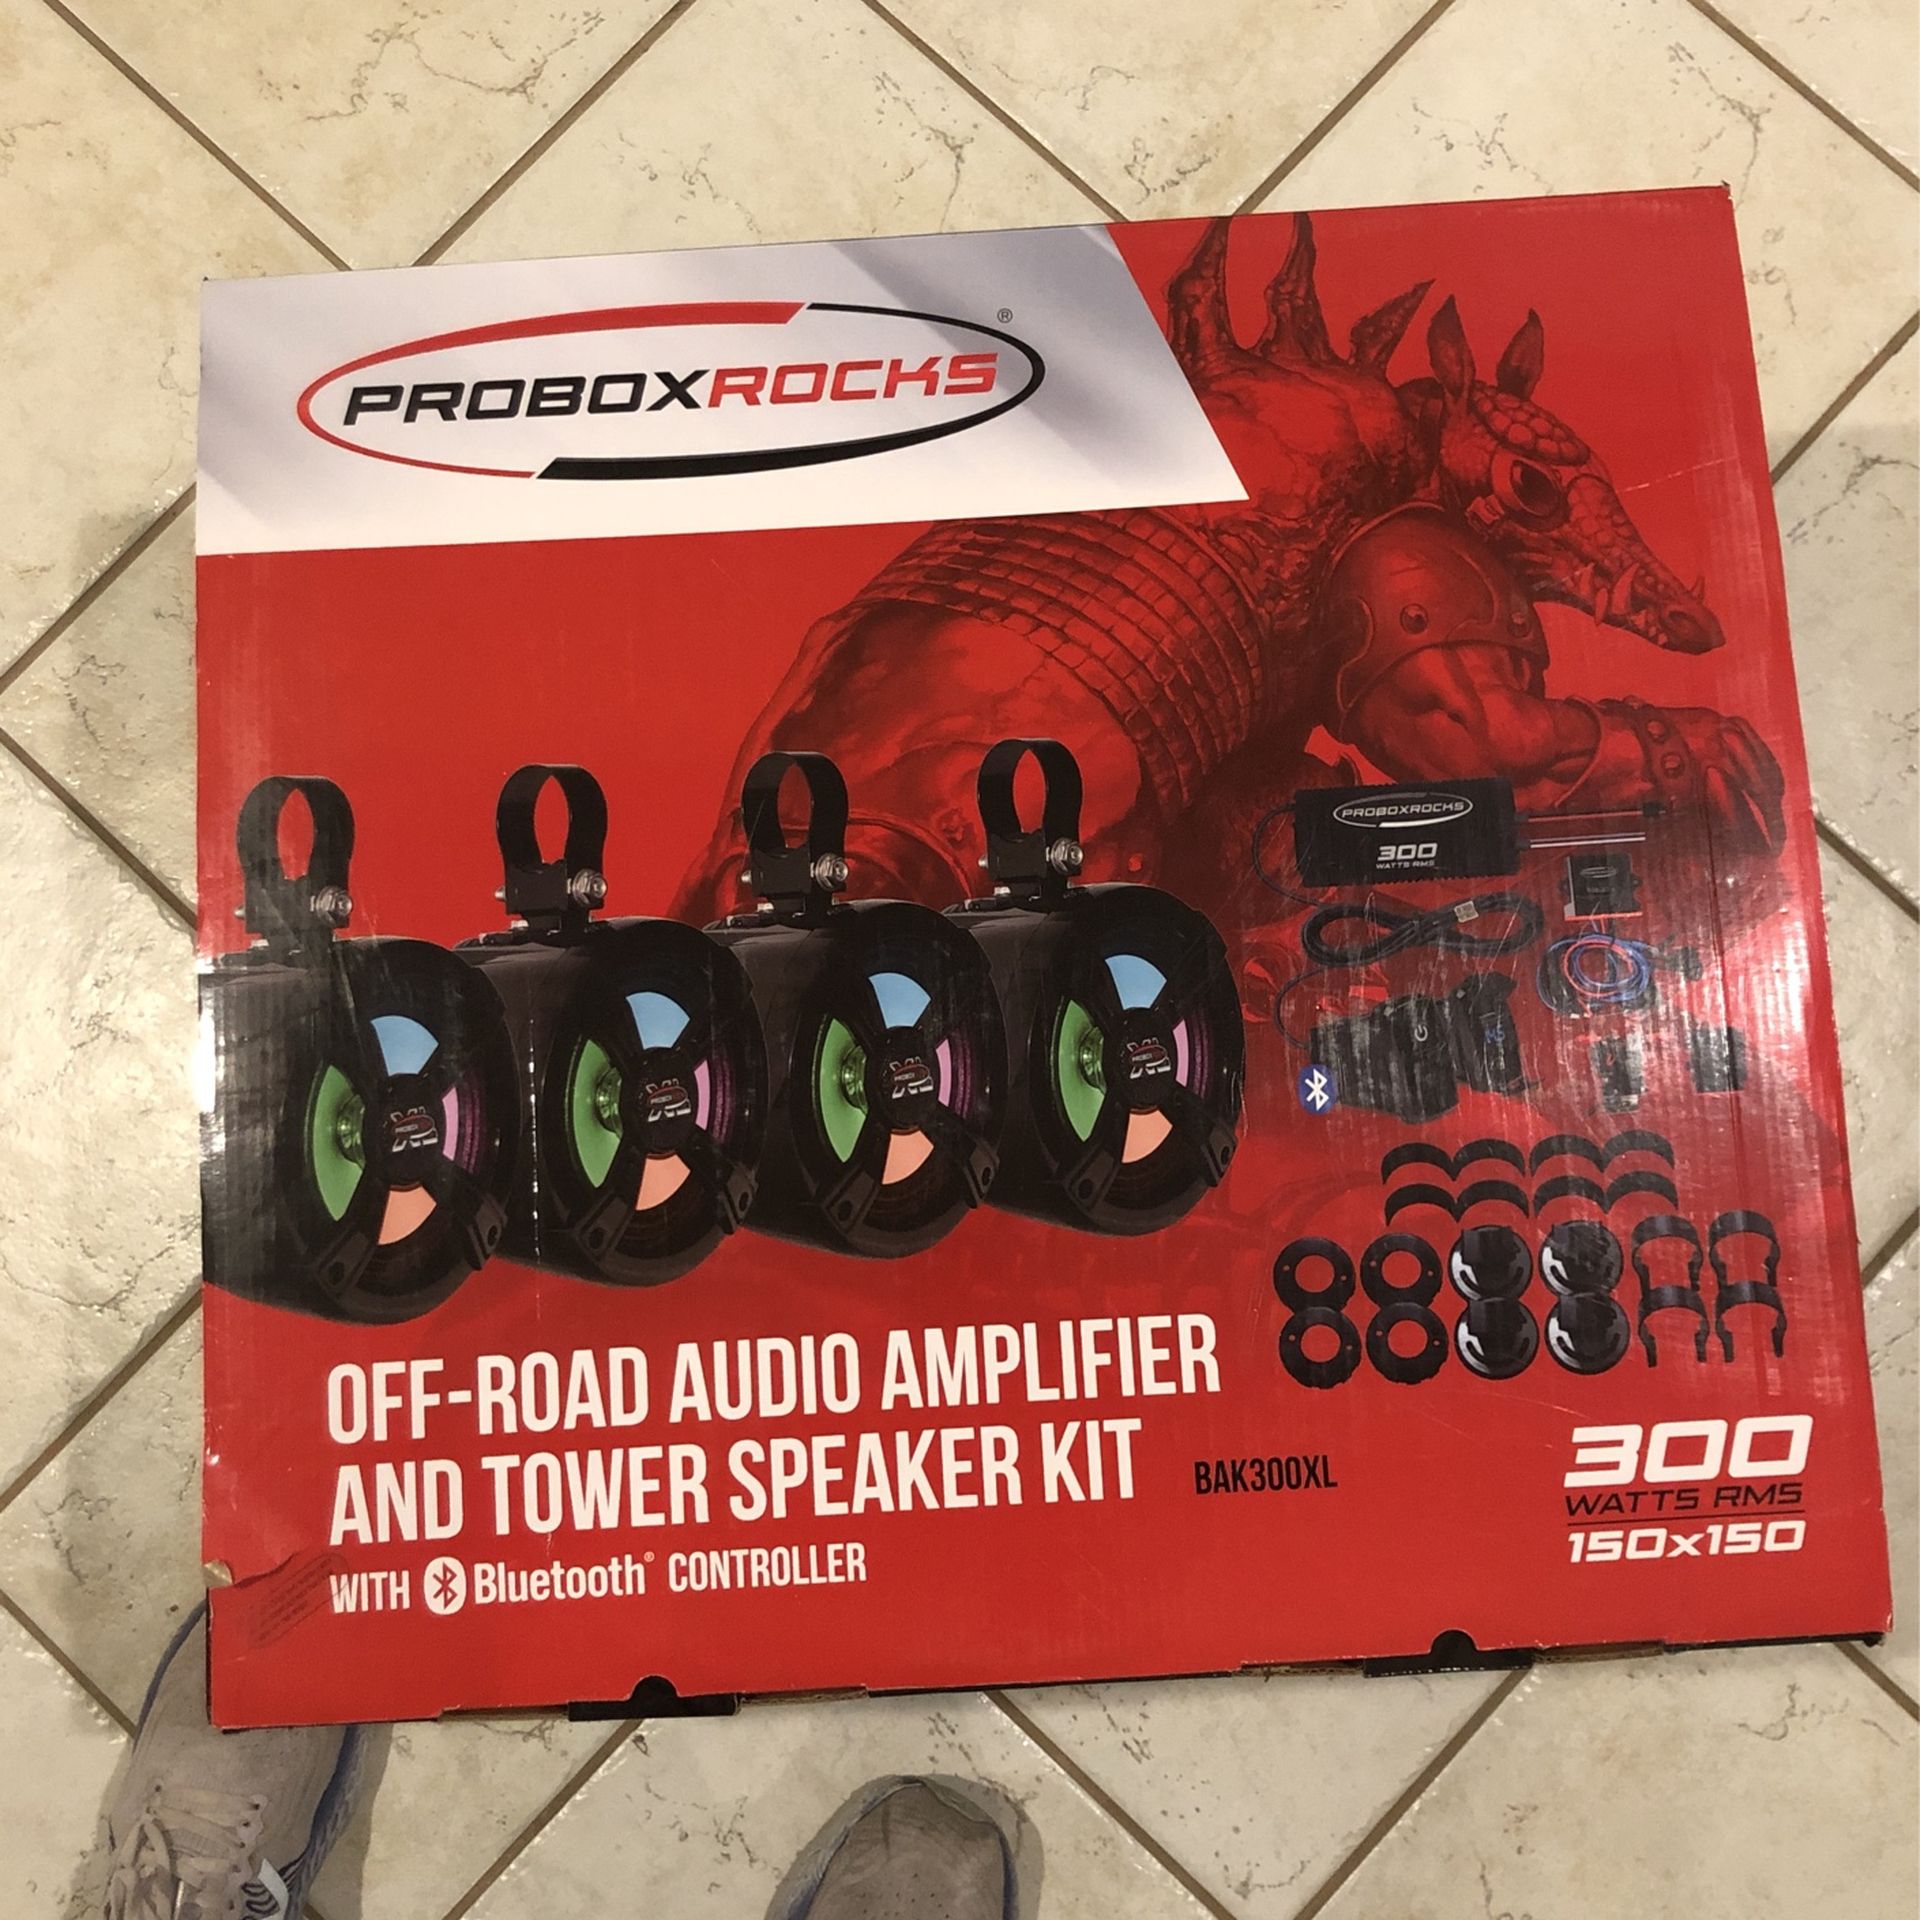 PROBOXROCKS®
PROBOXROCKS
300
WATTS RMS
OFF-ROAD AUDIO AMPLIFIER
AND TOWER SPEAKER KIT BAK300XL
WITH Bluetooth® CONTROLLER
300
WATTS RMS
150x150